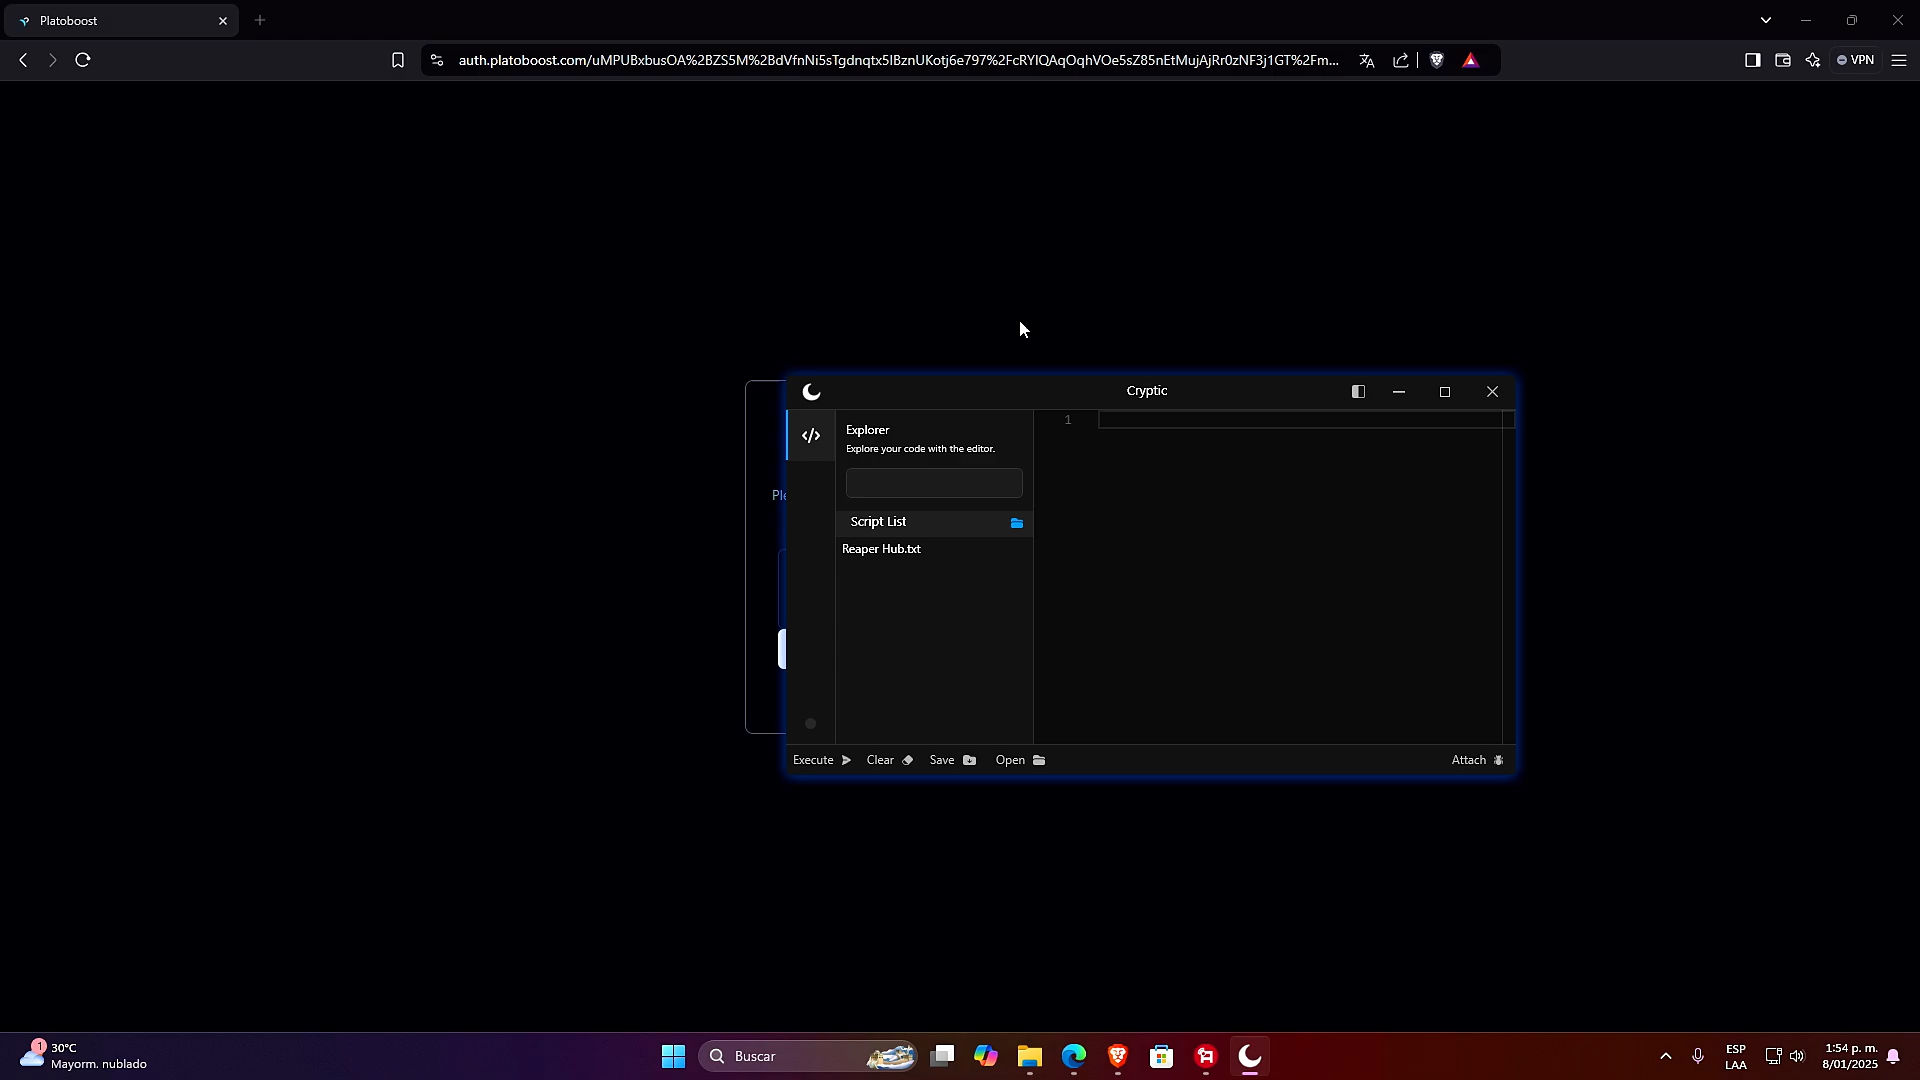 Platoboost
auth.platoboost.com/uMPUBxbusOA%2BZS5M%2BdVfnNi5sTgdnqtx5IBznUKotj6e797%2FcRYIQAqOqhVOe5sZ85nEtMujAjRr0zNF3j1GT%2Fm...
VPN
Cryptic
Explorer
Explore your code with the editor.
1
Script List
Reaper Hub.txt
Ple
Execute
Clear
Save
Open
Attach
1
30°C
Mayorm. nublado
Buscar
ESP
LAA
1:54 p. m.
8/01/2025